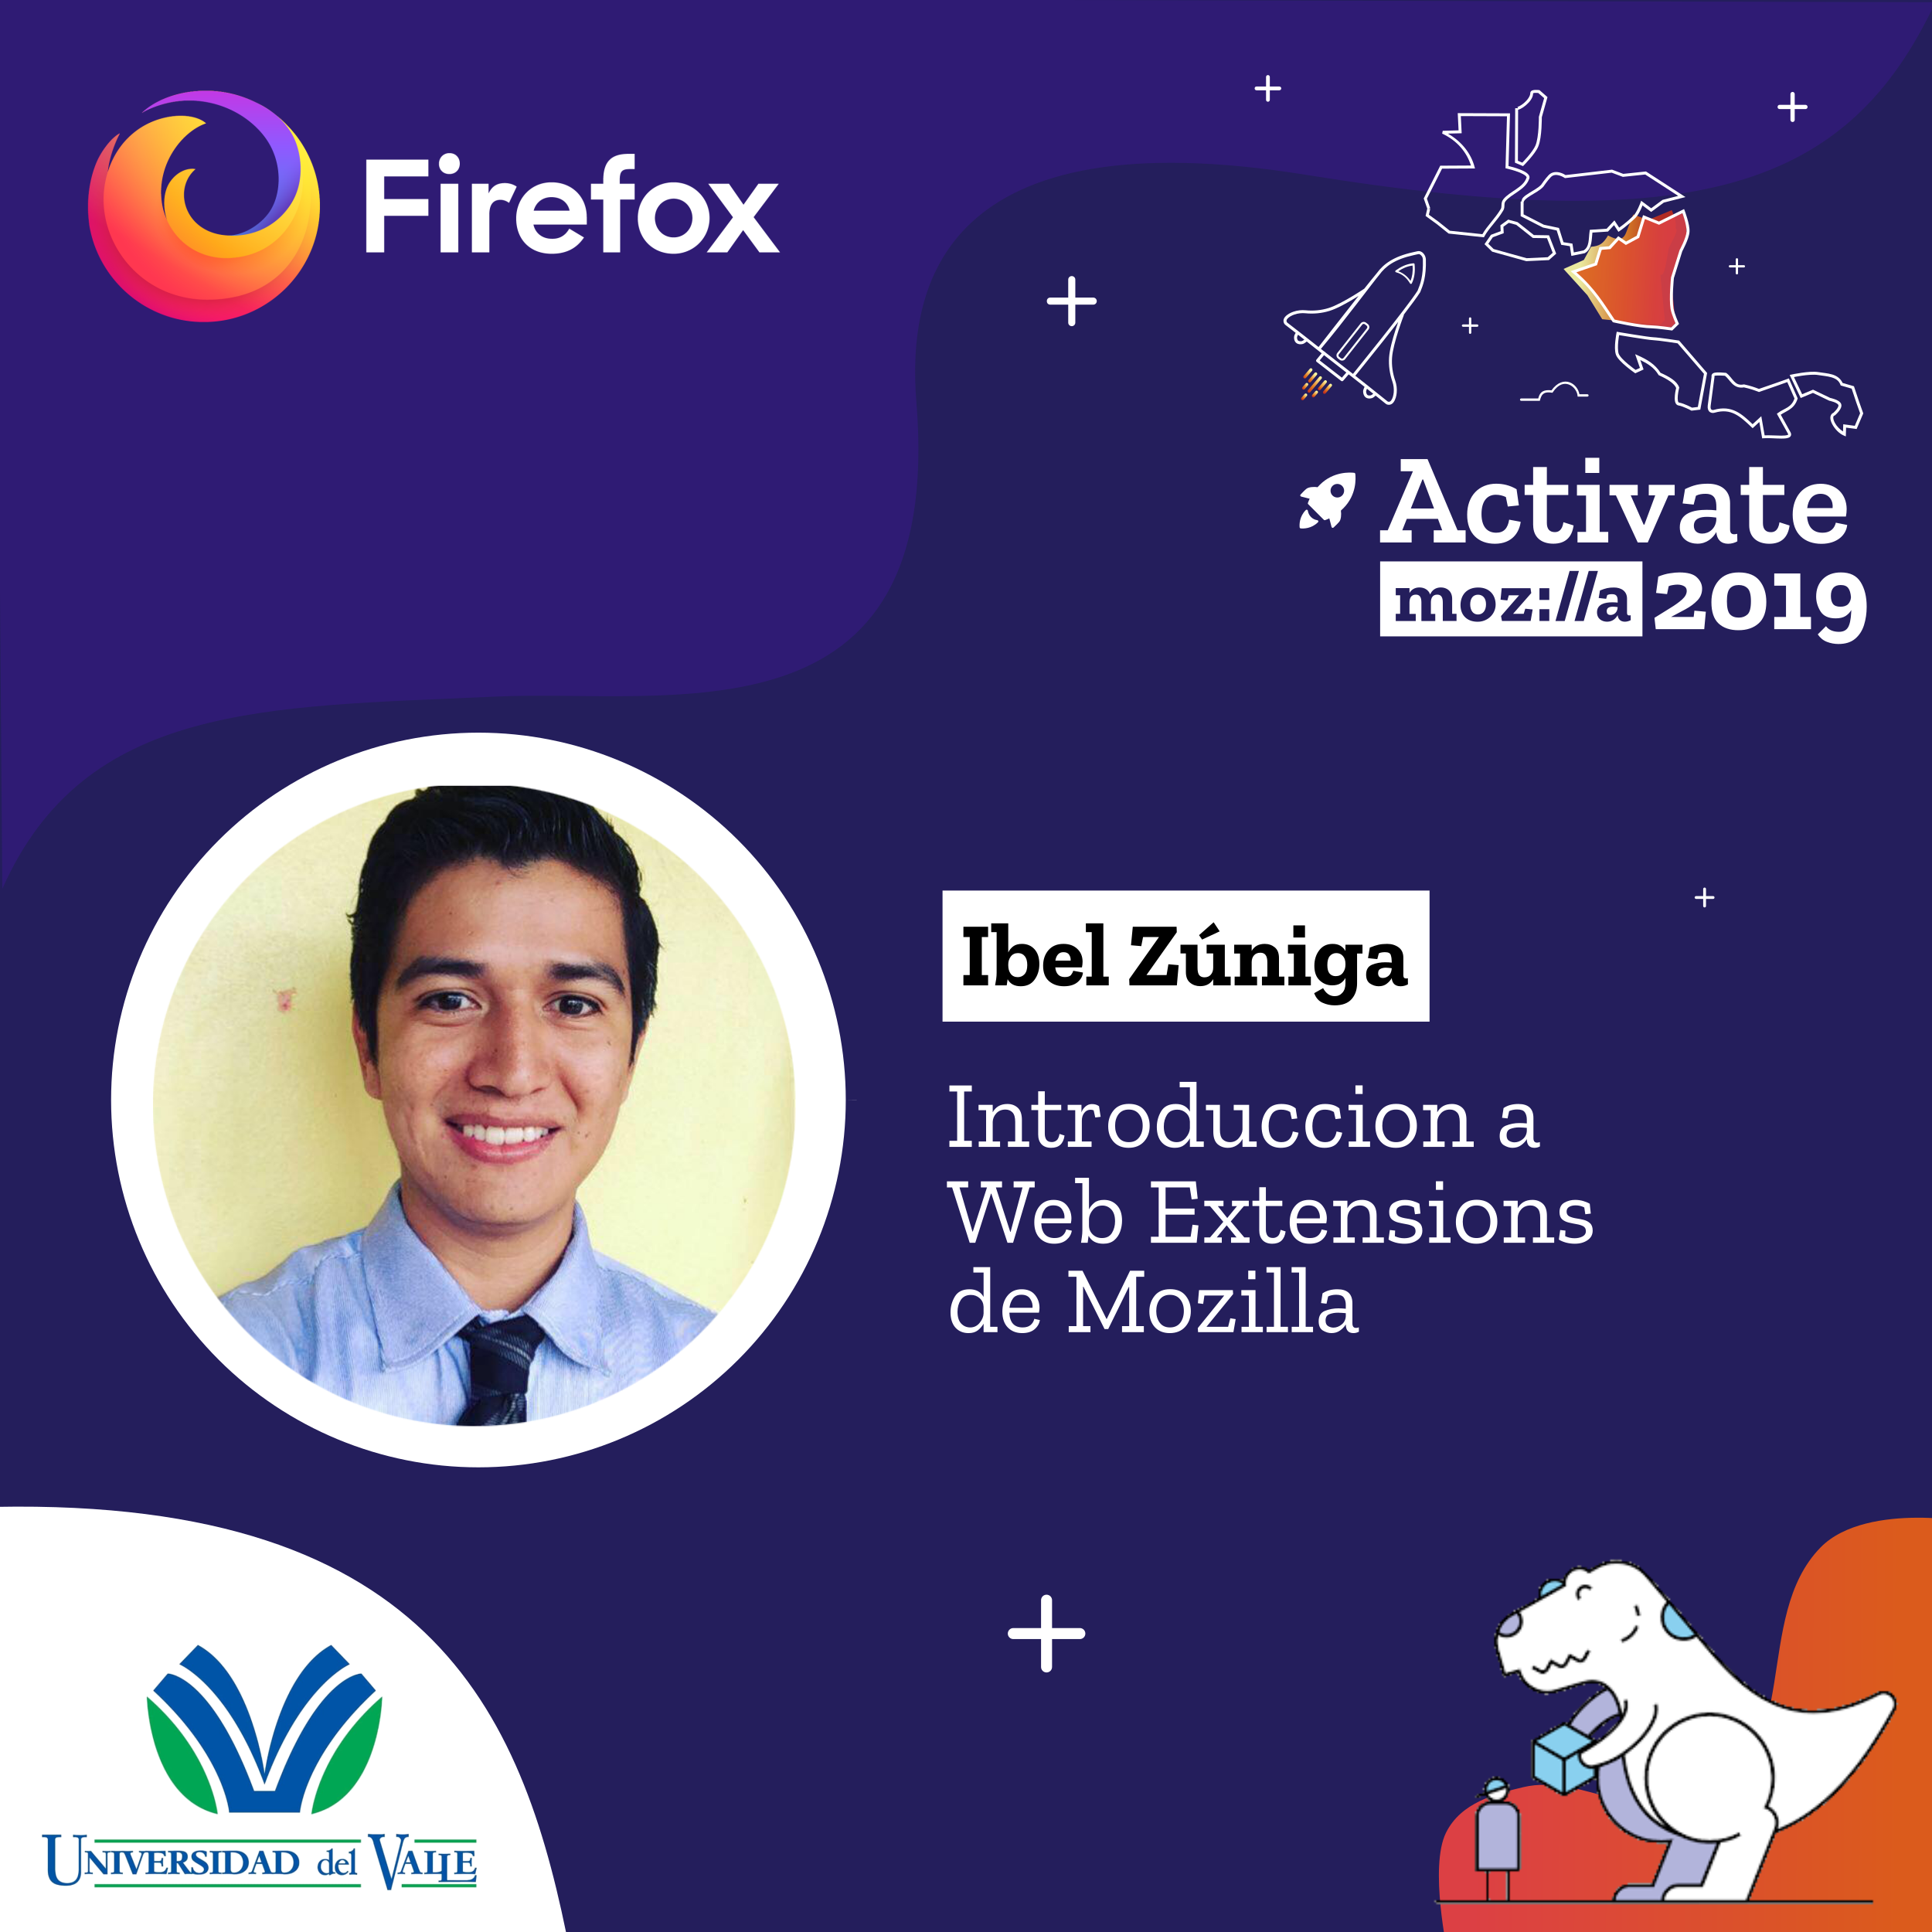 Firefox
Activate
moz://a 2019
Ibel Zúniga
Introduccion a
Web Extensions
de Mozilla
UNIVERSIDAD del VALLE